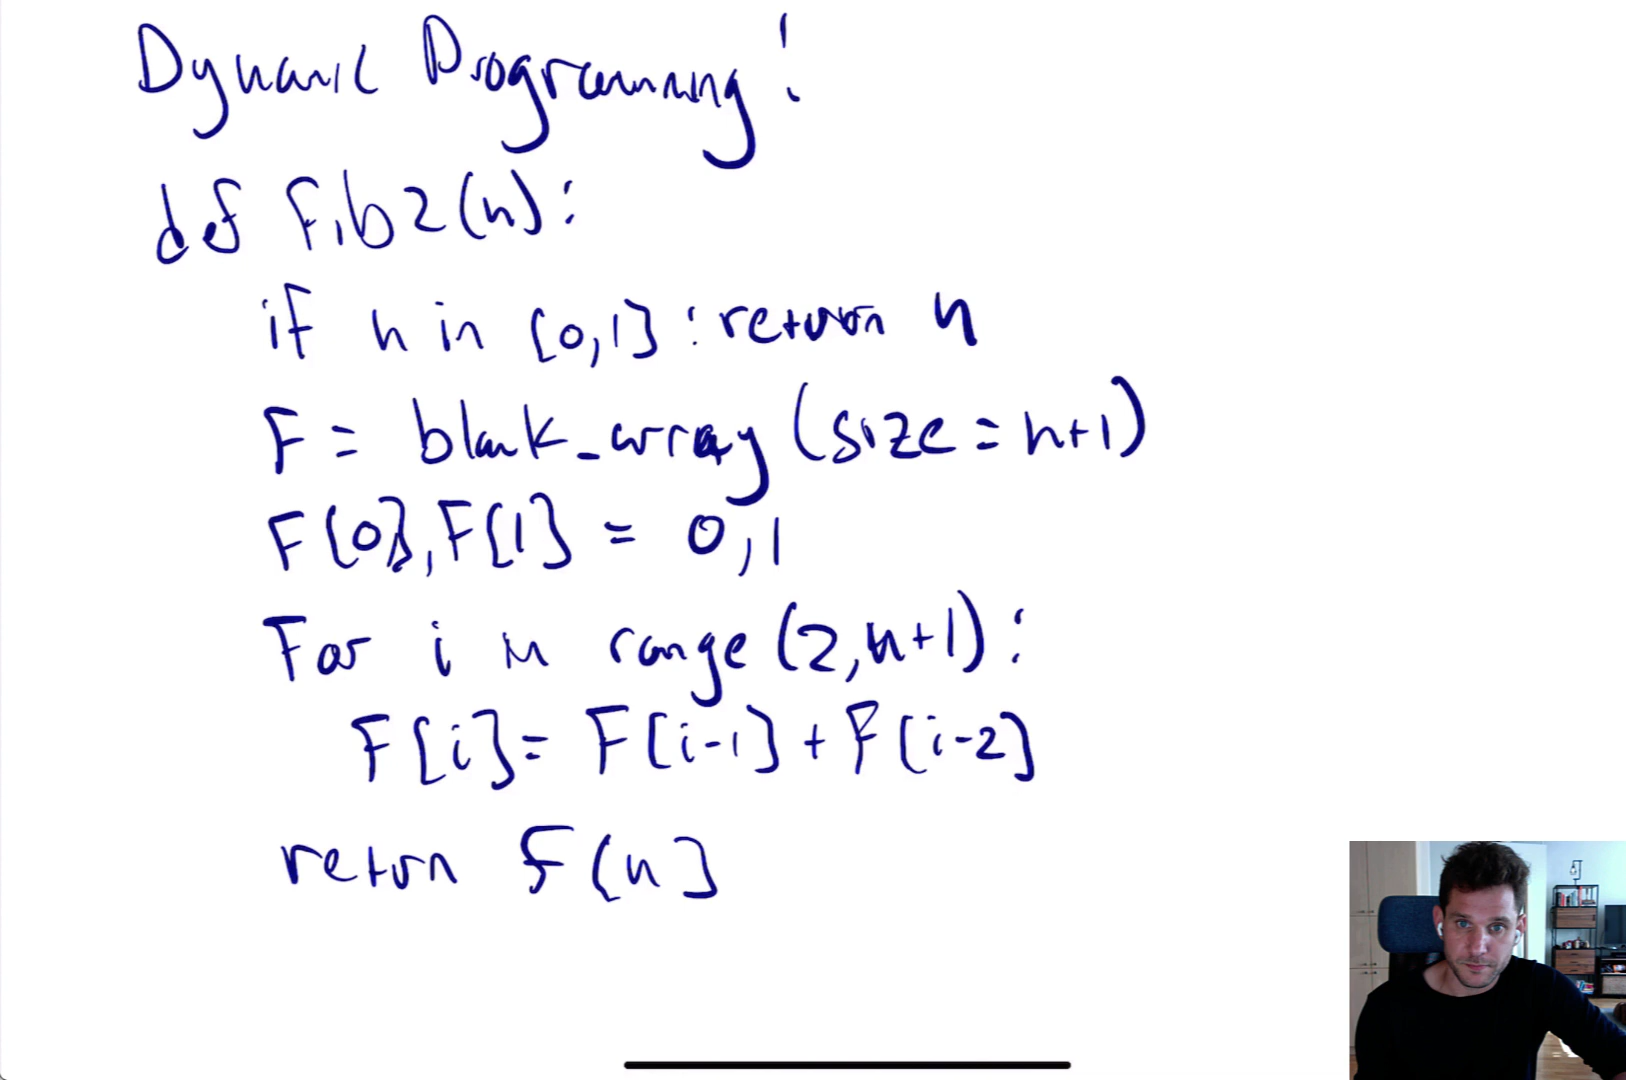 Dynamic Programming!
def Fib2(n):
if n in [0,1]: return n
F = blank_array(size=n+1)
F[0],F[1] = 0,1
For i in range(2,n+1):
F[i]= F[i-1]+F[i-2]
return F[n]